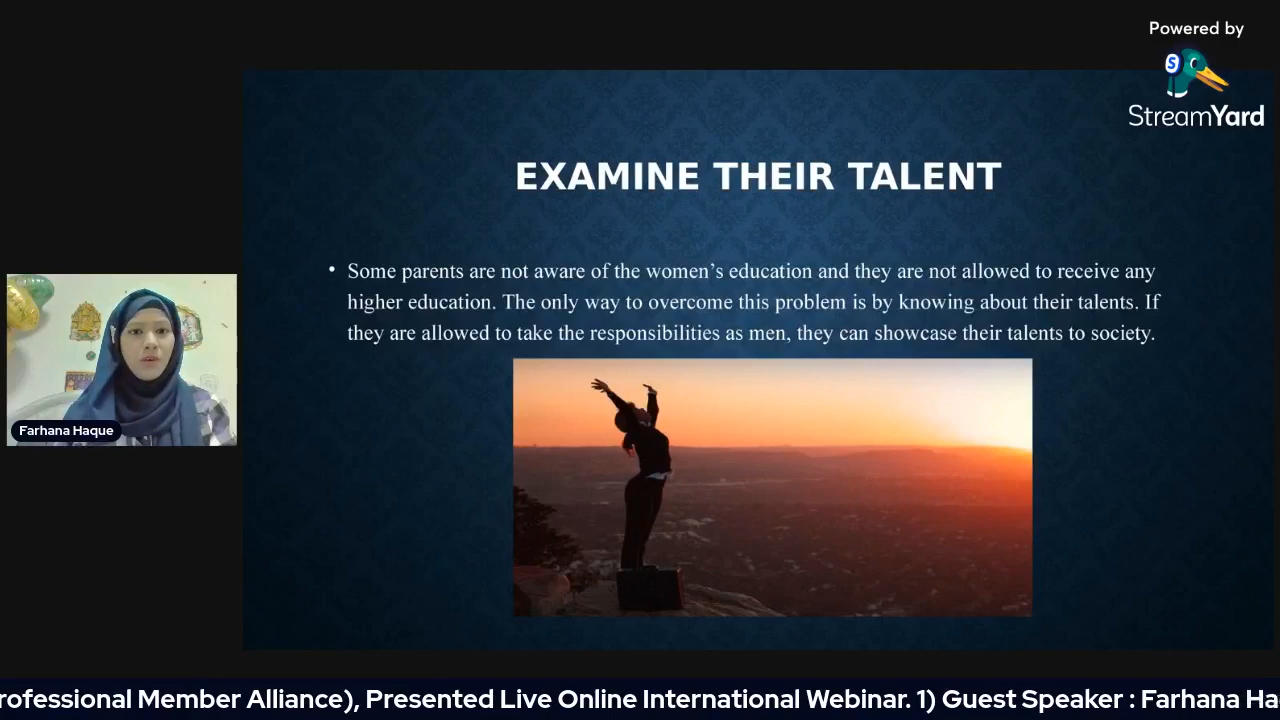 Powered by
StreamYard
EXAMINE THEIR TALENT
• Some parents are not aware of the women’s education and they are not allowed to receive any
higher education. The only way to overcome this problem is by knowing about their talents. If
they are allowed to take the responsibilities as men, they can showcase their talents to society.
Farhana Haque
rofessional Member Alliance), Presented Live Online International Webinar. 1) Guest Speaker : Farhana Ha